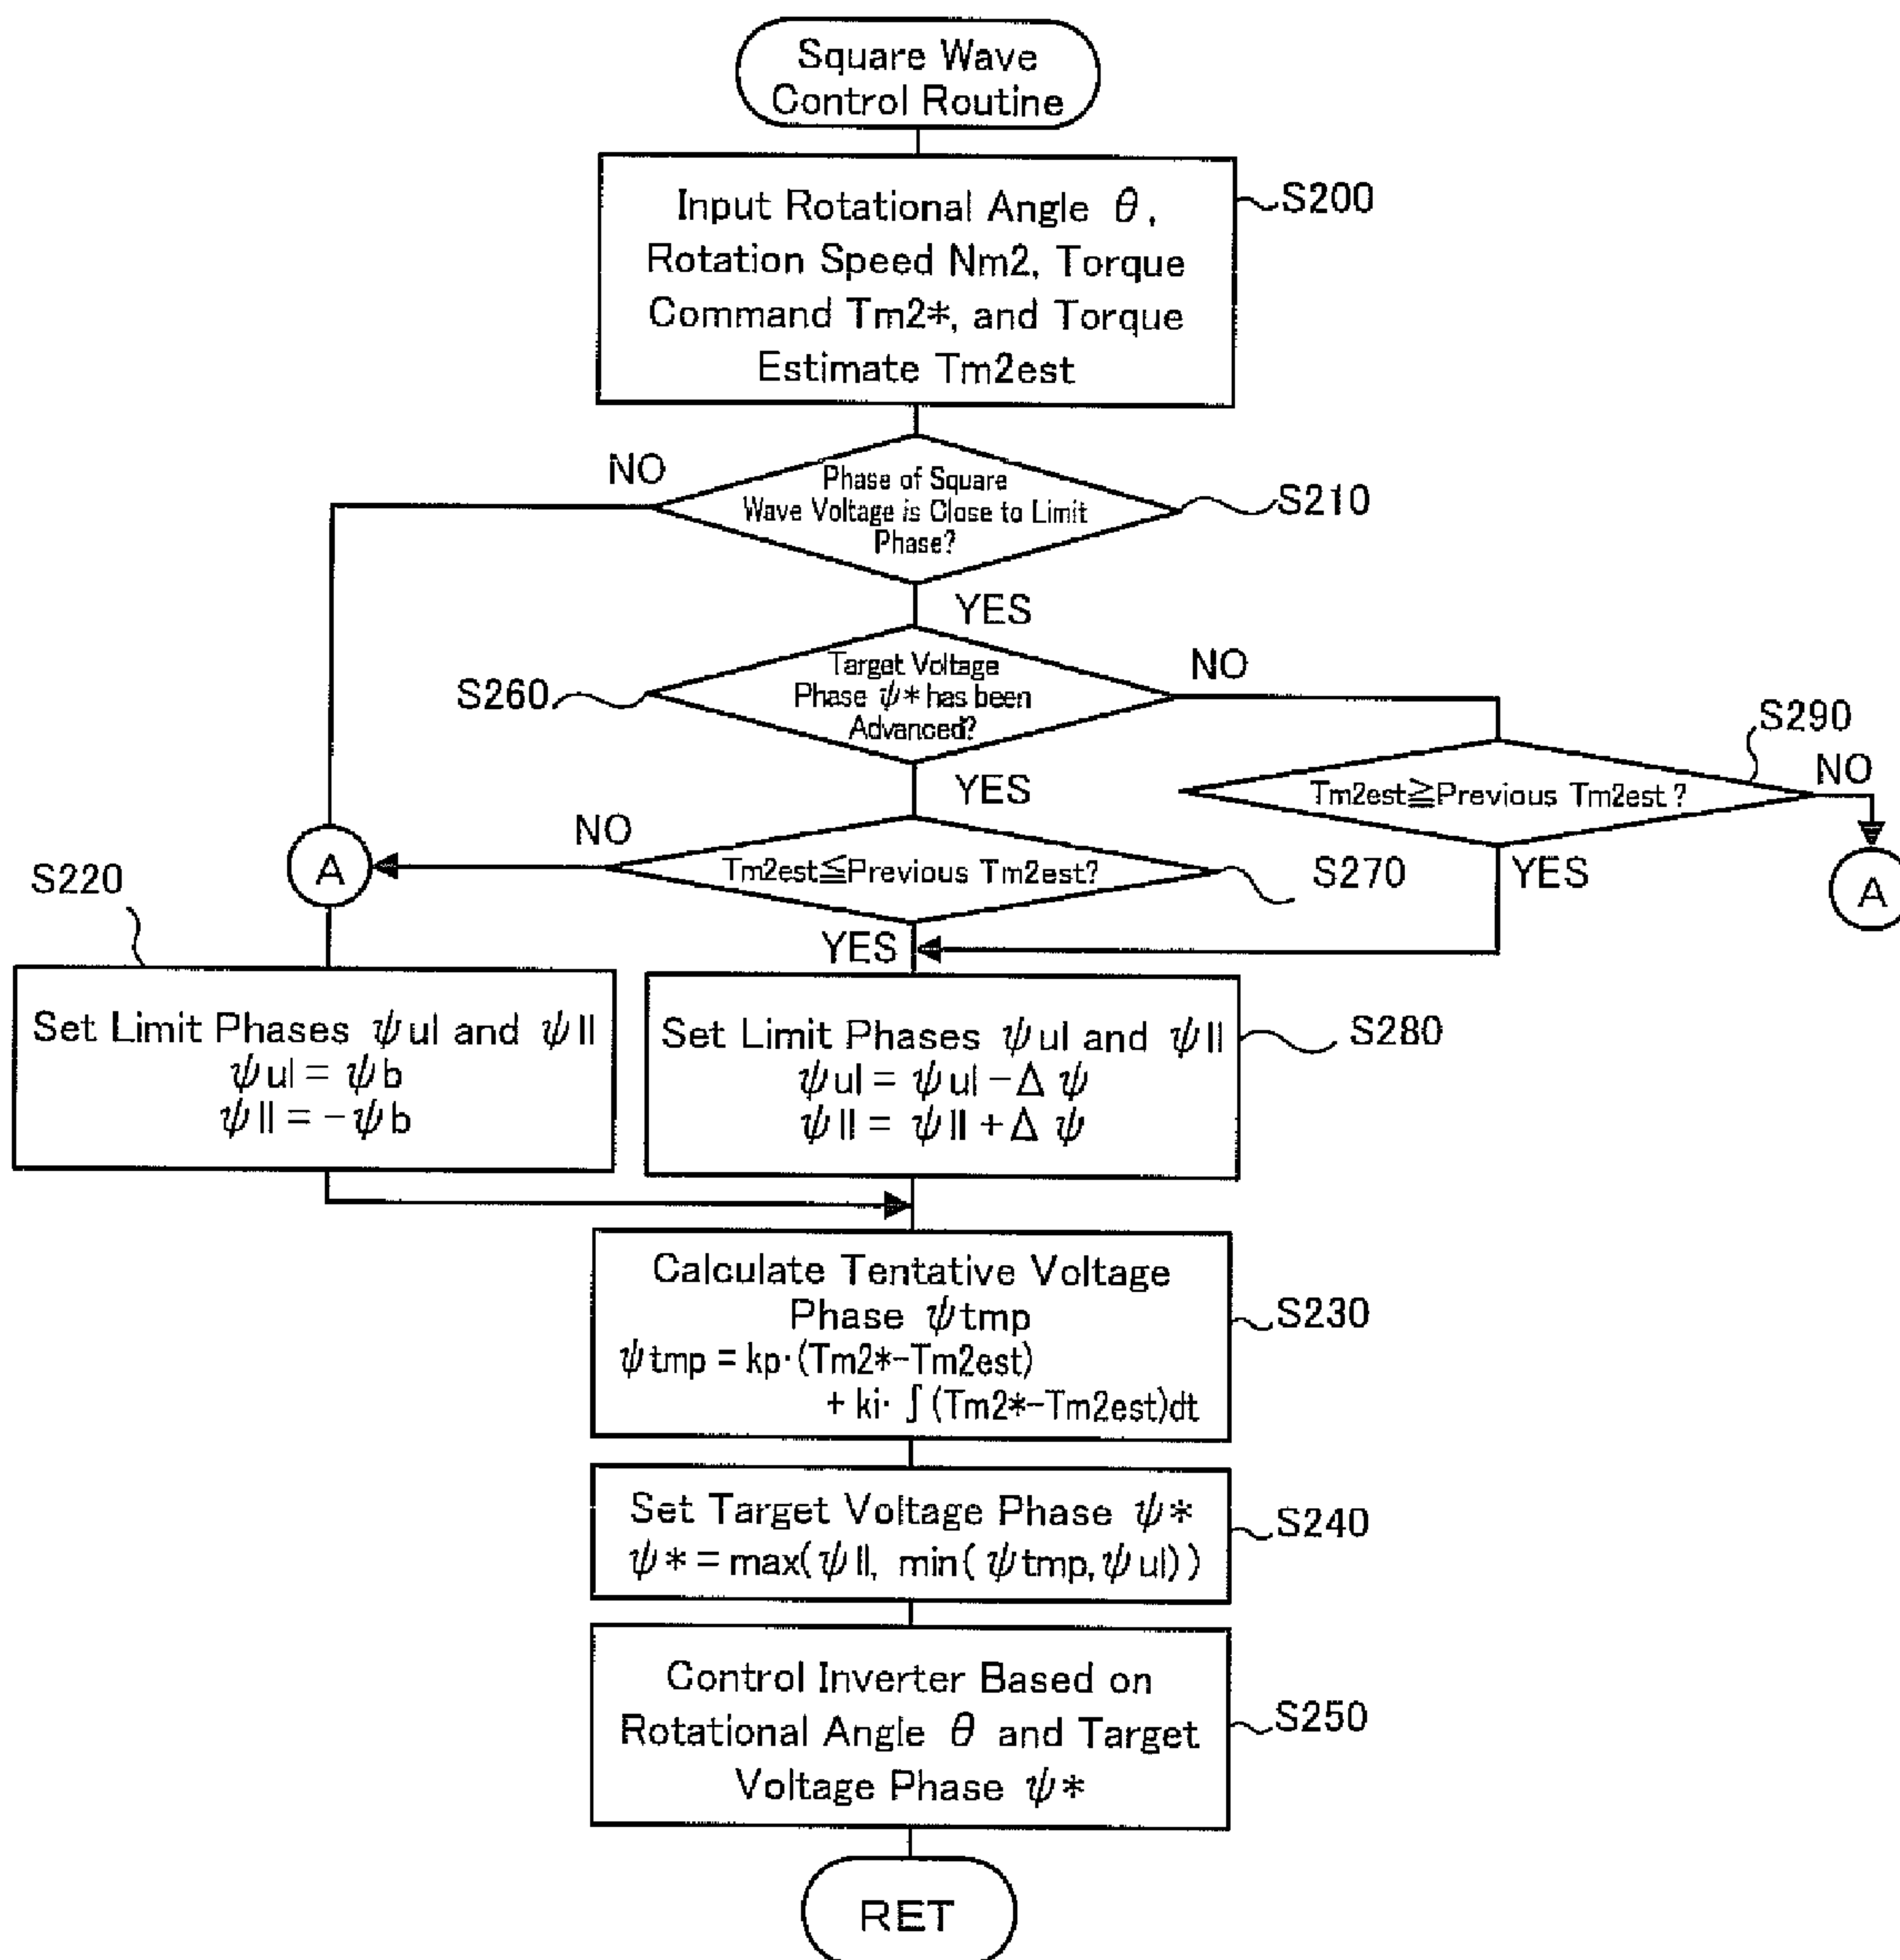 Square Wave
Control Routine
Input Rotational Angle θ,
Rotation Speed Nm2, Torque
Command Tm2*, and Torque
Estimate Tm2est
S200
NO
Phase of Square
Wave Voltage is Close to Limit
Phase?
S210
YES
S260
Target Voltage
Phase ψ* has been
Advanced?
NO
YES
S290
Tm2est≧Previous Tm2est?
NO
YES
A
NO
Tm2est≦Previous Tm2est?
S270
YES
A
S220
Set Limit Phases ψul and ψll
ψul = ψb
ψll = -ψb
Set Limit Phases ψul and ψll
ψul = ψul - Δψ
ψll = ψll + Δψ
S280
Calculate Tentative Voltage
Phase ψtmp
ψtmp = kp·(Tm2*-Tm2est)
+ ki· ∫(Tm2*-Tm2est)dt
S230
Set Target Voltage Phase ψ*
ψ* = max(ψll, min(ψtmp, ψul))
S240
Control Inverter Based on
Rotational Angle θ and Target
Voltage Phase ψ*
S250
RET